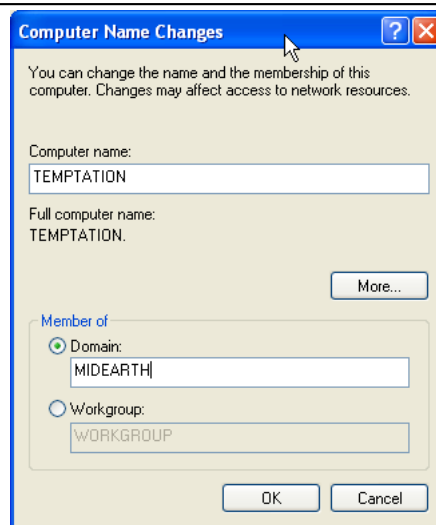 Computer Name Changes
You can change the name and the membership of this
computer. Changes may affect access to network resources.
Computer name:
TEMPTATION
Full computer name:
TEMPTATION.
More...
Member of
Domain:
MIDEARTH
Workgroup:
WORKGROUP
OK Cancel